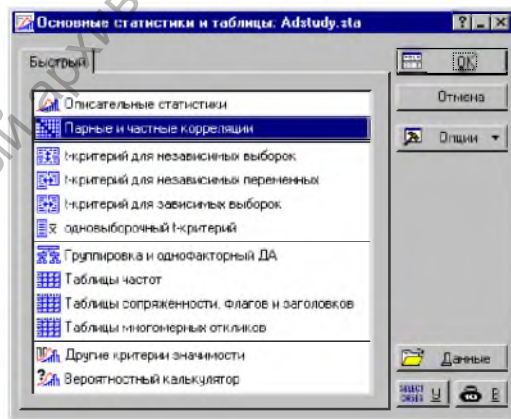 Основные статистики и таблицы: Adstudy.sta
Быстрый
OK
Описательные статистики
Отмена
Парные и частные корреляции
Опции
t-критерий для независимых выборок
t-критерий для независимых переменных
t-критерий для зависимых выборок
одновыборочный t-критерий
Группировка и однофакторный ДА
Таблицы частот
Таблицы сопряженности, флагов и заголовков
Таблицы многомерных откликов
Другие критерии значимости
Данные
Вероятностный калькулятор
SELECT CASES